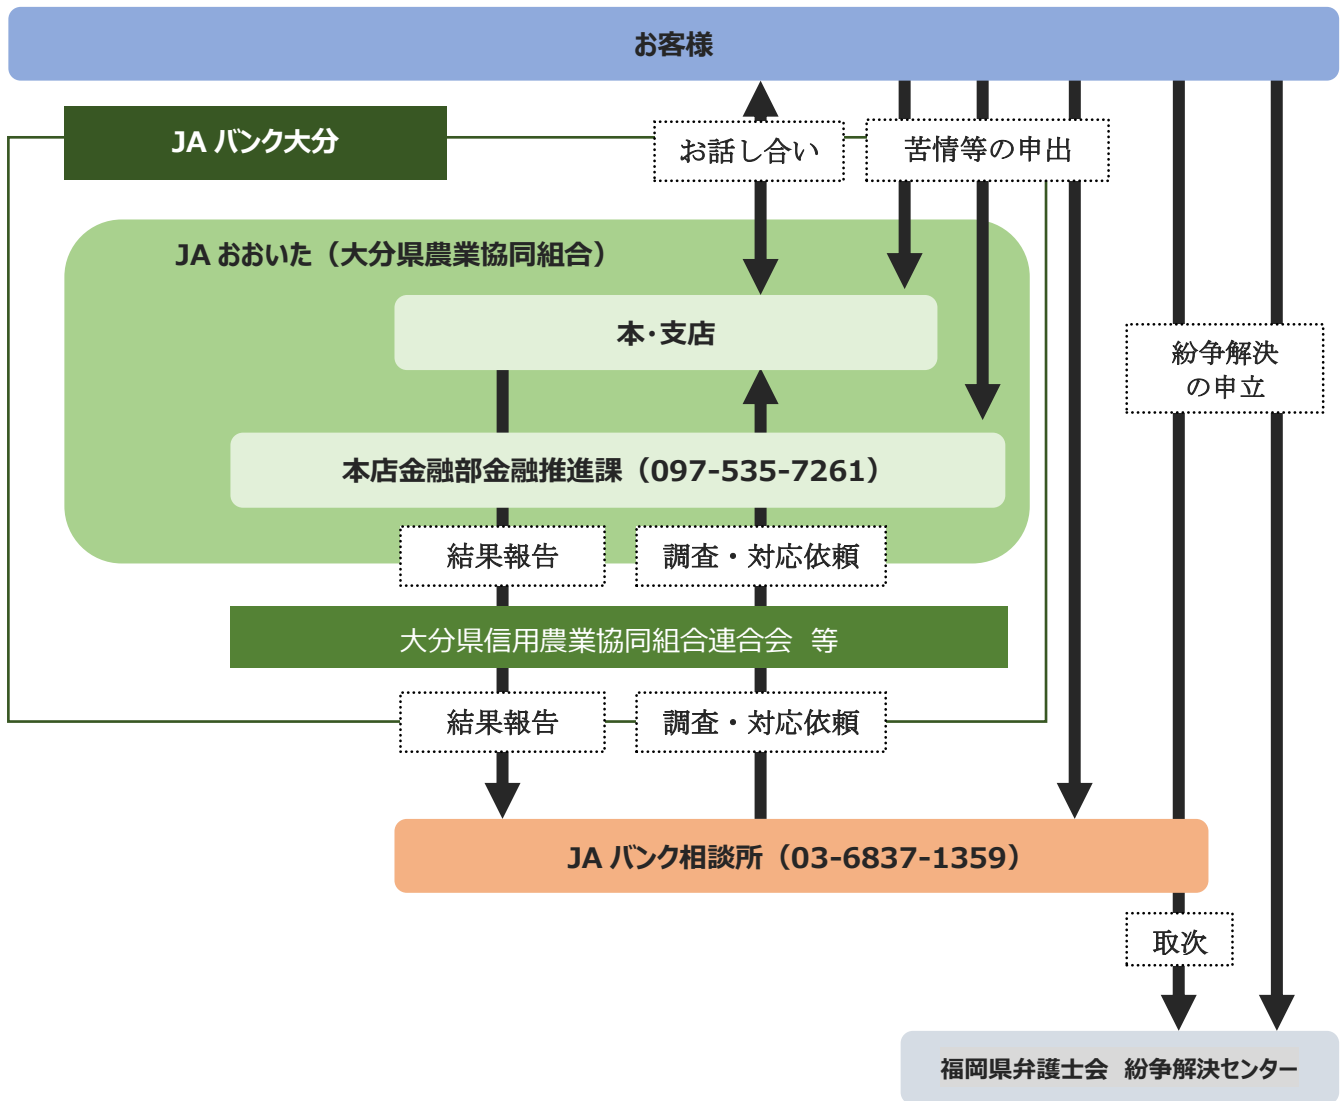 お客様
JAバンク大分
お話し合い
苦情等の申出
JAおおいた（大分県農業協同組合）
本・支店
紛争解決
の申立
本店金融部金融推進課（097-535-7261）
結果報告
調査・対応依頼
大分県信用農業協同組合連合会 等
結果報告
調査・対応依頼
JAバンク相談所（03-6837-1359）
取次
福岡県弁護士会 紛争解決センター